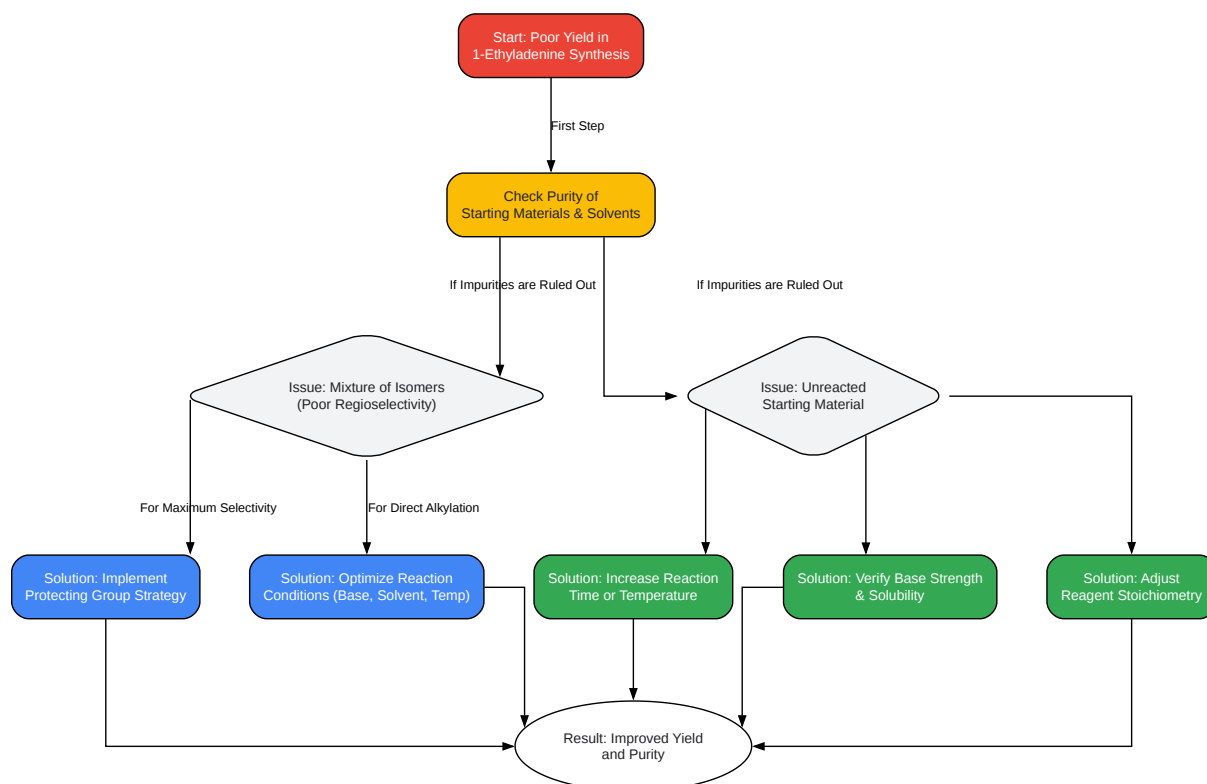 Start: Poor Yield in
1-Ethyladenine Synthesis
First Step
Check Purity of
Starting Materials & Solvents
If Impurities are Ruled Out
If Impurities are Ruled Out
Issue: Mixture of Isomers
(Poor Regioselectivity)
Issue: Unreacted
Starting Material
For Maximum Selectivity
For Direct Alkylation
Solution: Implement
Protecting Group Strategy
Solution: Optimize Reaction
Conditions (Base, Solvent, Temp)
Solution: Increase Reaction
Time or Temperature
Solution: Verify Base Strength
& Solubility
Solution: Adjust
Reagent Stoichiometry
Result: Improved Yield
and Purity